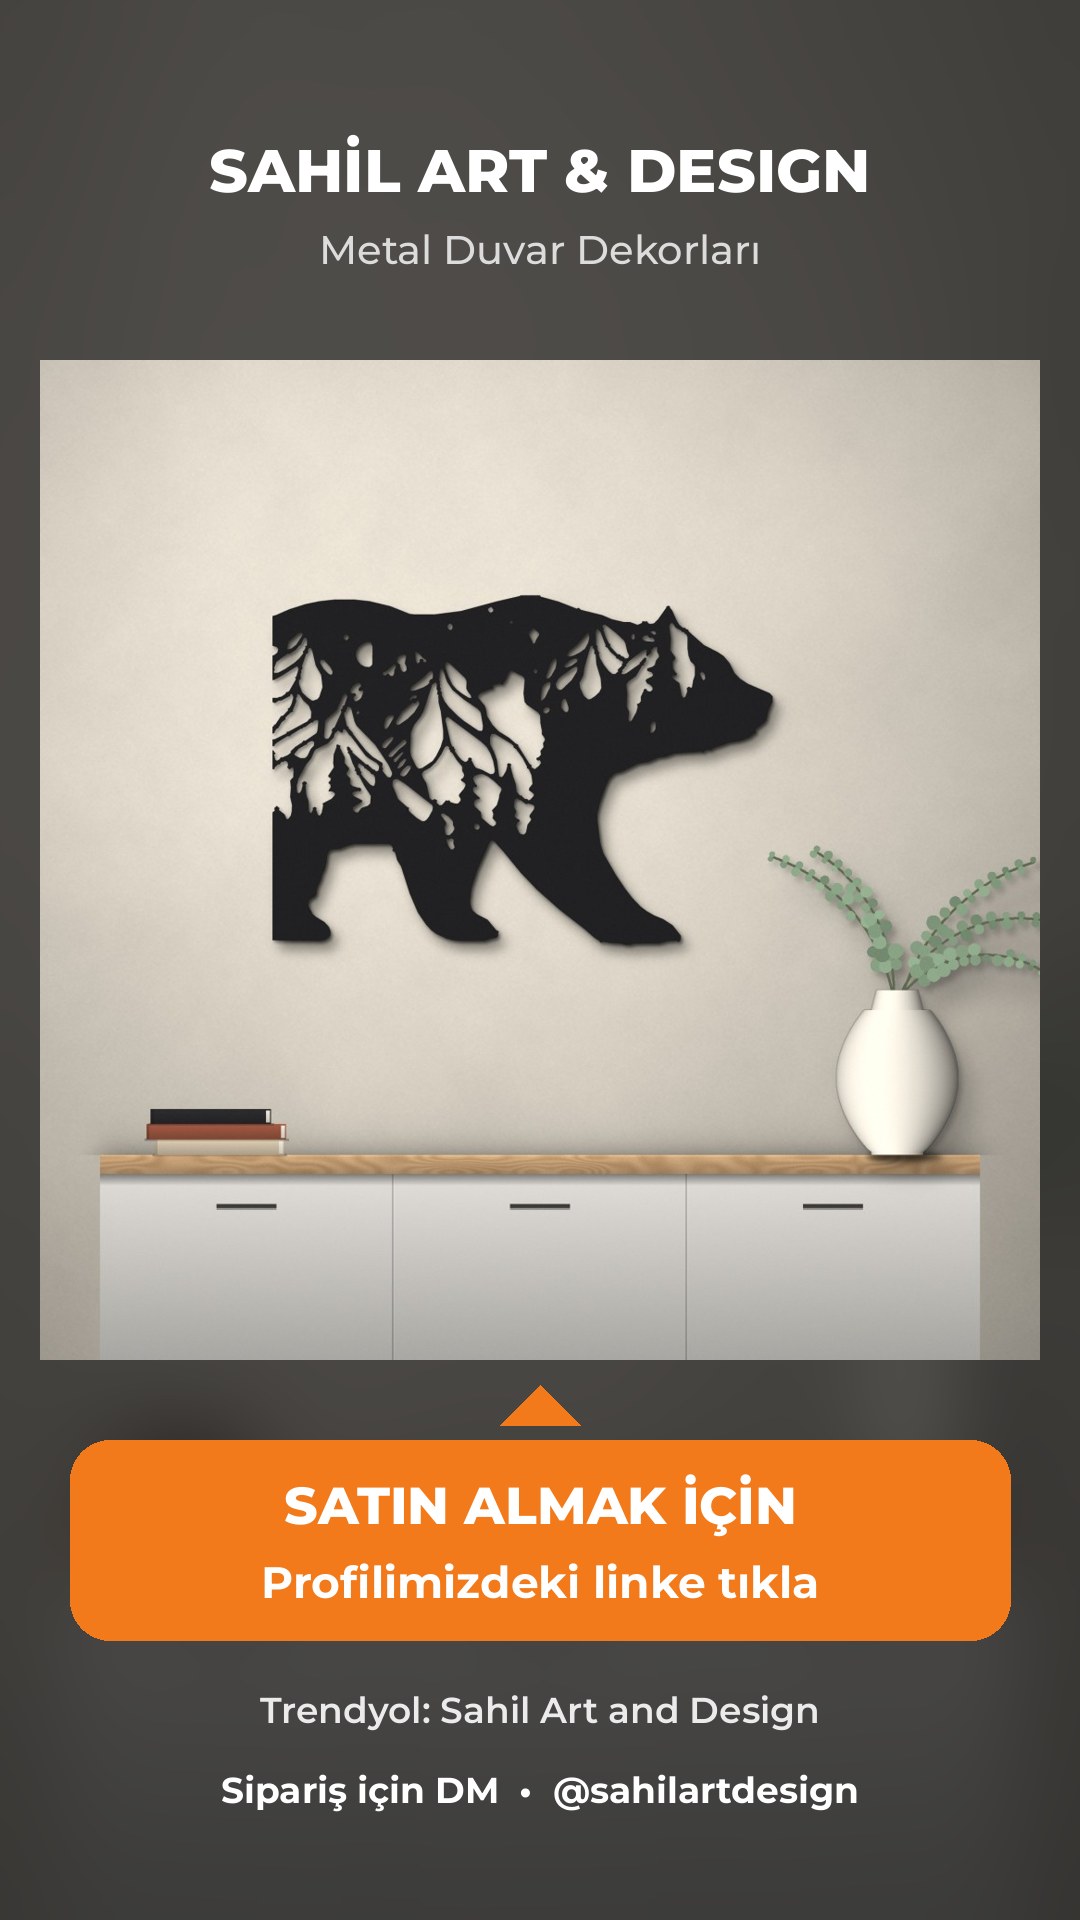 SAHİL ART & DESIGN
Metal Duvar Dekorları
SATIN ALMAK İÇİN
Profilimizdeki linke tıkla
Trendyol: Sahil Art and Design
Sipariş için DM • @sahilartdesign